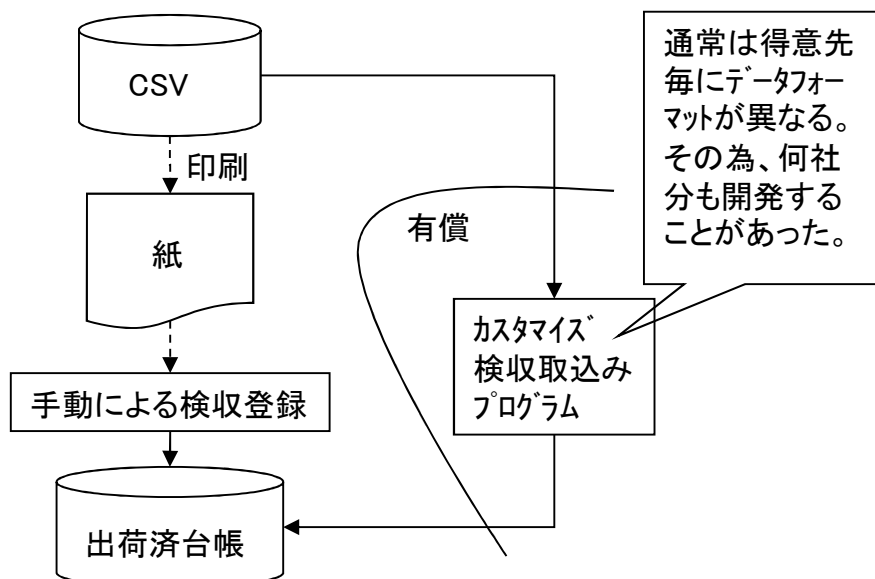 CSV
印刷
紙
手動による検収登録
出荷済台帳
有償
ｶｽﾀﾏｲｽﾞ
検収取込み
ﾌﾟﾛｸﾞﾗﾑ
通常は得意先
毎にﾃﾞｰﾀﾌｫｰ
ﾏｯﾄが異なる。
その為、何社
分も開発する
ことがあった。